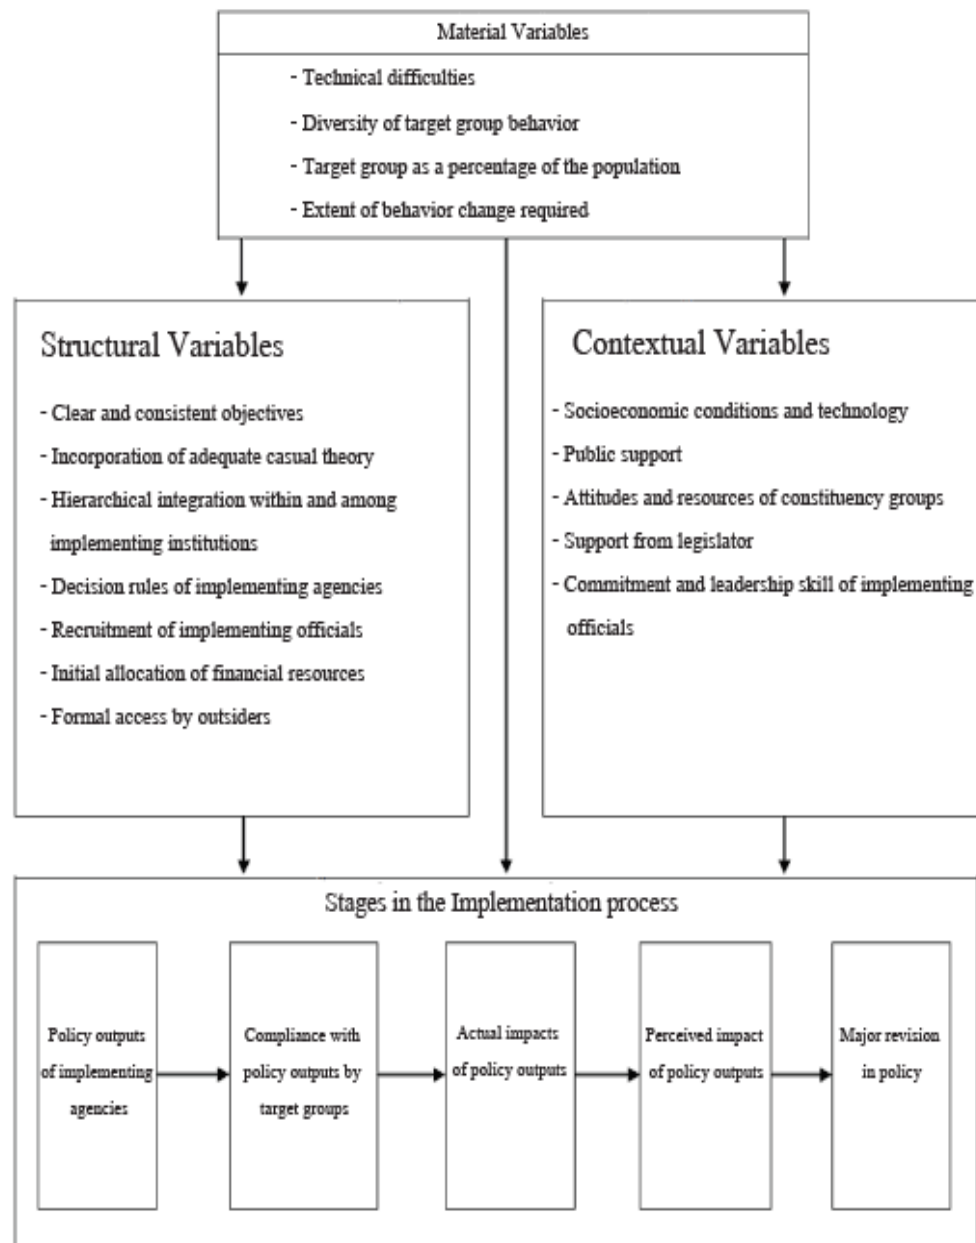 Material Variables
- Technical difficulties
- Diversity of target group behavior
- Target group as a percentage of the population
- Extent of behavior change required
Structural Variables
- Clear and consistent objectives
- Incorporation of adequate casual theory
- Hierarchical integration within and among
implementing institutions
- Decision rules of implementing agencies
- Recruitment of implementing officials
- Initial allocation of financial resources
- Formal access by outsiders
Contextual Variables
- Socioeconomic conditions and technology
- Public support
- Attitudes and resources of constituency groups
- Support from legislator
- Commitment and leadership skill of implementing
officials
Stages in the Implementation process
Policy outputs
of implementing
agencies
Compliance with
policy outputs by
target groups
Actual impacts
of policy outputs
Perceived impact
of policy outputs
Major revision
in policy